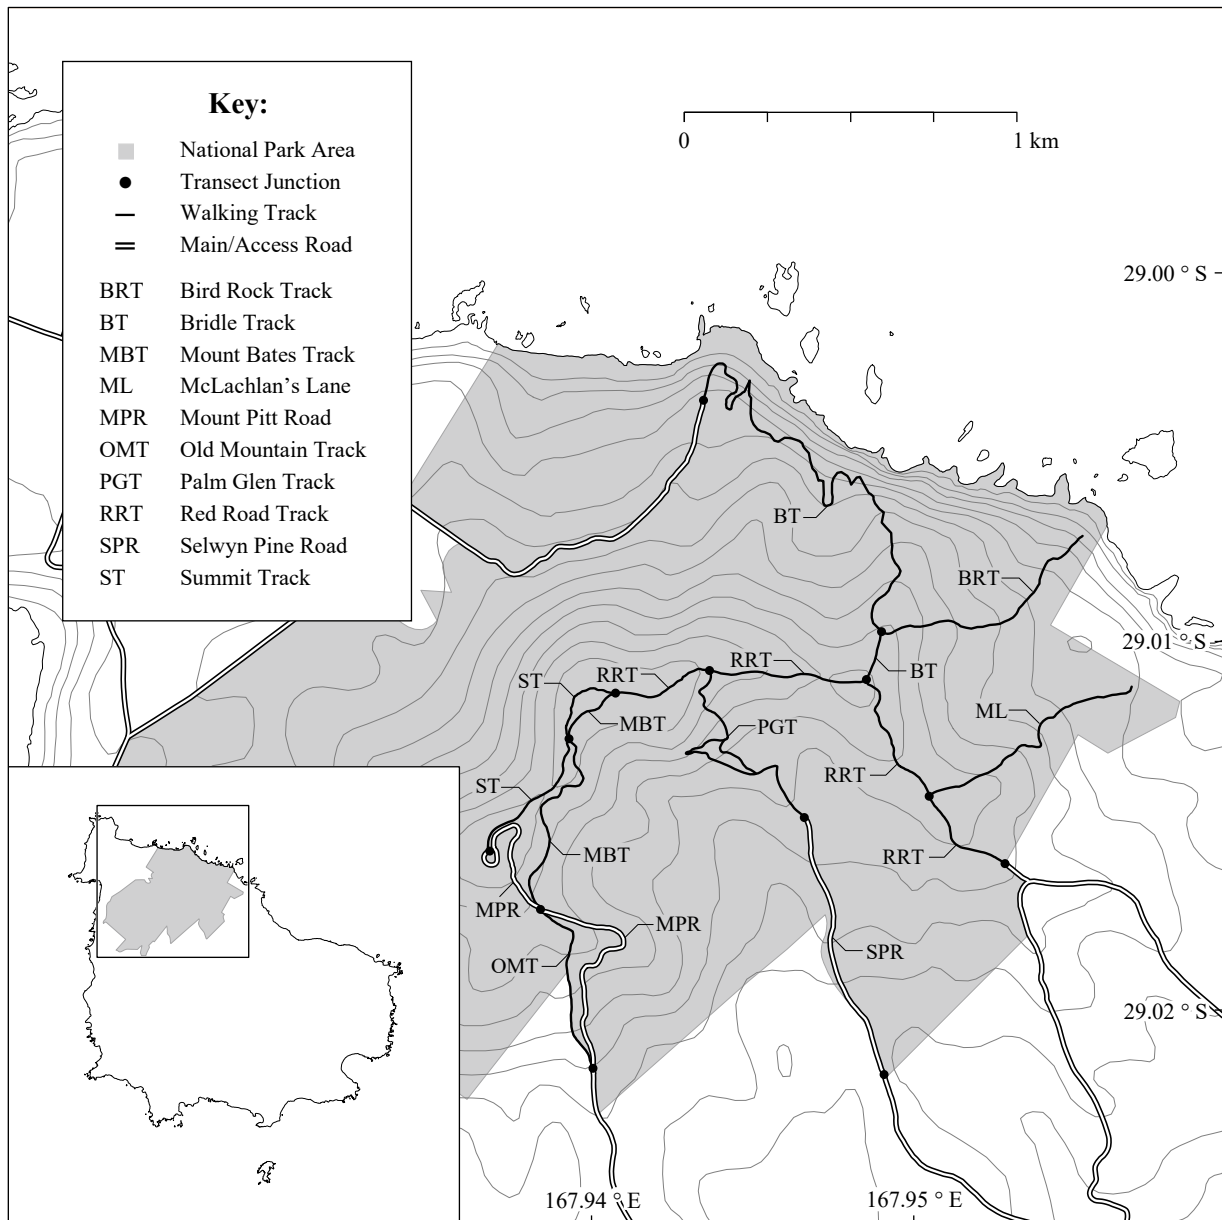 Key:
National Park Area
Transect Junction
Walking Track
Main/Access Road
BRT Bird Rock Track
BT Bridle Track
MBT Mount Bates Track
ML McLachlan's Lane
MPR Mount Pitt Road
OMT Old Mountain Track
PGT Palm Glen Track
RRT Red Road Track
SPR Selwyn Pine Road
ST Summit Track
0 1 km
29.00 ° S
BT
BRT
29.01 ° S
RRT
BT
RRT
ST
ML
MBT
PGT
RRT
ST
MBT
RRT
MPR
MPR
SPR
OMT
29.02 ° S
167.94 ° E
167.95 ° E